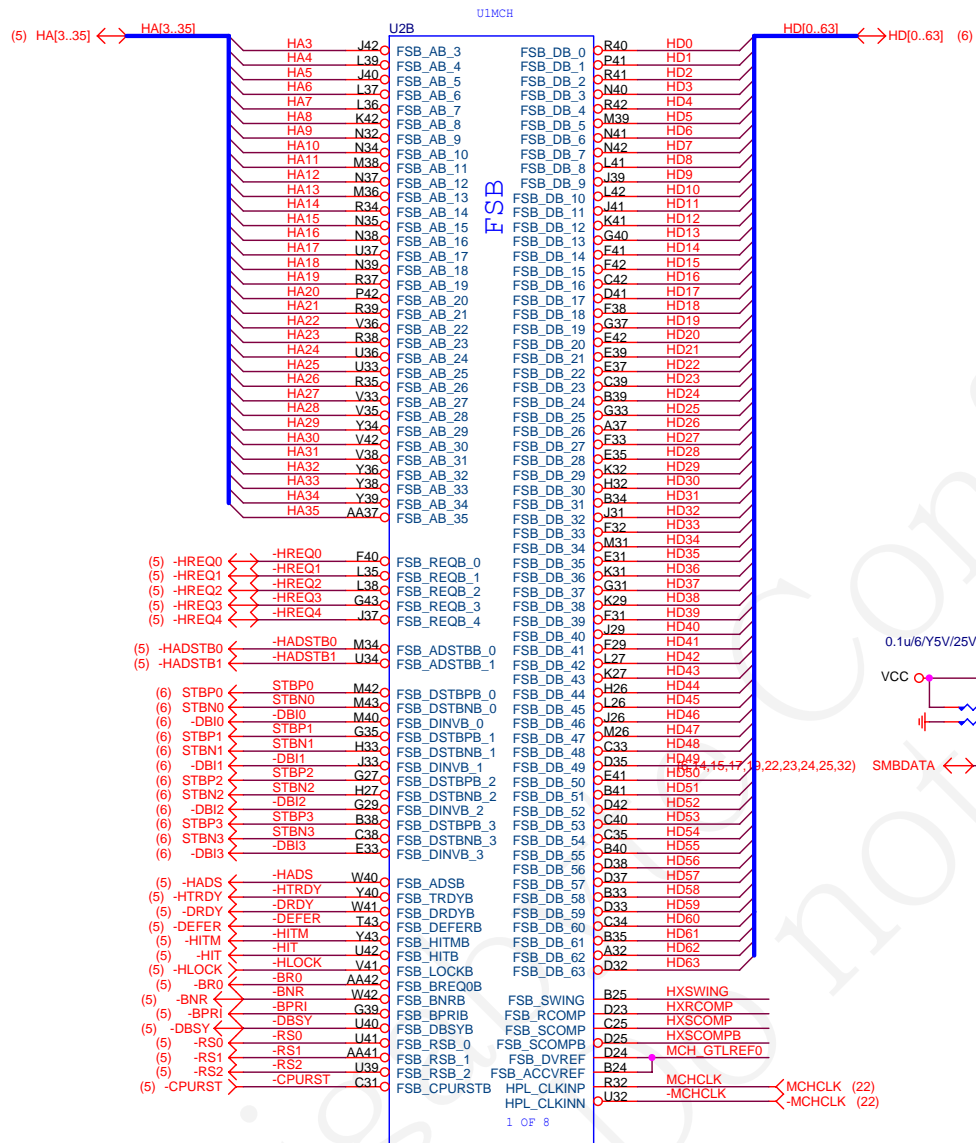 U1MCH
U2B
(5) HA[3..35] HA[3..35] HD[0..63] HD[0..63] (6)
HA3 J42 FSB_AB_3 FSB_DB_0 R40 HD0
HA4 L39 FSB_AB_4 FSB_DB_1 P41 HD1
HA5 J40 FSB_AB_5 FSB_DB_2 R41 HD2
HA6 L37 FSB_AB_6 FSB_DB_3 N40 HD3
HA7 L36 FSB_AB_7 FSB_DB_4 R42 HD4
HA8 K42 FSB_AB_8 FSB_DB_5 M39 HD5
HA9 N32 FSB_AB_9 FSB_DB_6 N41 HD6
HA10 N34 FSB_AB_10 FSB_DB_7 N42 HD7
HA11 M38 FSB_AB_11 FSB_DB_8 L41 HD8
HA12 N37 FSB_AB_12 FSB_DB_9 J39 HD9
HA13 M36 FSB_AB_13 FSB_DB_10 L42 HD10
HA14 R34 FSB_AB_14 FSB FSB_DB_11 J41 HD11
HA15 N35 FSB_AB_15 FSB_DB_12 K41 HD12
HA16 N38 FSB_AB_16 FSB_DB_13 G40 HD13
HA17 U37 FSB_AB_17 FSB_DB_14 F41 HD14
HA18 N39 FSB_AB_18 FSB_DB_15 F42 HD15
HA19 R37 FSB_AB_19 FSB_DB_16 C42 HD16
HA20 P42 FSB_AB_20 FSB_DB_17 D41 HD17
HA21 R39 FSB_AB_21 FSB_DB_18 F38 HD18
HA22 V36 FSB_AB_22 FSB_DB_19 G37 HD19
HA23 R38 FSB_AB_23 FSB_DB_20 E42 HD20
HA24 U36 FSB_AB_24 FSB_DB_21 E39 HD21
HA25 U33 FSB_AB_25 FSB_DB_22 E37 HD22
HA26 R35 FSB_AB_26 FSB_DB_23 C39 HD23
HA27 V33 FSB_AB_27 FSB_DB_24 B39 HD24
HA28 V35 FSB_AB_28 FSB_DB_25 G33 HD25
HA29 Y34 FSB_AB_29 FSB_DB_26 A37 HD26
HA30 V42 FSB_AB_30 FSB_DB_27 F33 HD27
HA31 V38 FSB_AB_31 FSB_DB_28 E35 HD28
HA32 Y36 FSB_AB_32 FSB_DB_29 K32 HD29
HA33 Y38 FSB_AB_33 FSB_DB_30 H32 HD30
HA34 Y39 FSB_AB_34 FSB_DB_31 B34 HD31
HA35 AA37 FSB_AB_35 FSB_DB_32 J31 HD32
FSB_DB_33 F32 HD33
FSB_DB_34 M31 HD34
(5) -HREQ0 -HREQ0 F40 FSB_REQB_0 FSB_DB_35 E31 HD35
(5) -HREQ1 -HREQ1 L35 FSB_REQB_1 FSB_DB_36 K31 HD36
(5) -HREQ2 -HREQ2 L38 FSB_REQB_2 FSB_DB_37 G31 HD37
(5) -HREQ3 -HREQ3 G43 FSB_REQB_3 FSB_DB_38 K29 HD38
(5) -HREQ4 -HREQ4 J37 FSB_REQB_4 FSB_DB_39 F31 HD39
FSB_DB_40 J29 HD40
(5) -HADSTB0 -HADSTB0 M34 FSB_ADSTBB_0 FSB_DB_41 F29 HD41
0.1u/6/Y5V/25V
(5) -HADSTB1 -HADSTB1 U34 FSB_ADSTBB_1 FSB_DB_42 L27 HD42
FSB_DB_43 K27 HD43
VCC
(6) STBP0 STBP0 M42 FSB_DSTBPB_0 FSB_DB_44 H26 HD44
(6) STBN0 STBN0 M43 FSB_DSTBNB_0 FSB_DB_45 L26 HD45
(6) -DBI0 -DBI0 M40 FSB_DINVB_0 FSB_DB_46 J26 HD46
(6) STBP1 STBP1 G35 FSB_DSTBPB_1 FSB_DB_47 M26 HD47
(6) STBN1 STBN1 H33 FSB_DSTBNB_1 FSB_DB_48 C33 HD48
(6) -DBI1 -DBI1 J33 FSB_DINVB_1 FSB_DB_49 D35 HD49
14,15,17,19,22,23,24,25,32) SMBDATA
(6) STBP2 STBP2 G27 FSB_DSTBPB_2 FSB_DB_50 E41 HD50
(6) STBN2 STBN2 H27 FSB_DSTBNB_2 FSB_DB_51 B41 HD51
(6) -DBI2 -DBI2 G29 FSB_DINVB_2 FSB_DB_52 D42 HD52
(6) STBP3 STBP3 B38 FSB_DSTBPB_3 FSB_DB_53 C40 HD53
(6) STBN3 STBN3 C38 FSB_DSTBNB_3 FSB_DB_54 C35 HD54
(6) -DBI3 -DBI3 E33 FSB_DINVB_3 FSB_DB_55 B40 HD55
FSB_DB_56 D38 HD56
(5) -HADS -HADS W40 FSB_ADSB FSB_DB_57 D37 HD57
(5) -HTRDY -HTRDY Y40 FSB_TRDYB FSB_DB_58 B33 HD58
(5) -DRDY -DRDY W41 FSB_DRDYB FSB_DB_59 D33 HD59
(5) -DEFER -DEFER T43 FSB_DEFERB FSB_DB_60 C34 HD60
(5) -HITM -HITM Y43 FSB_HITMB FSB_DB_61 B35 HD61
(5) -HIT -HIT U42 FSB_HITB FSB_DB_62 A32 HD62
(5) -HLOCK -HLOCK V41 FSB_LOCKB FSB_DB_63 D32 HD63
(5) -BR0 -BR0 AA42 FSB_BREQ0B
(5) -BNR -BNR W42 FSB_BNRB FSB_SWING B25 HXSWING
(5) -BPRI -BPRI G39 FSB_BPRIB FSB_RCOMP D23 HXRCOMP
(5) -DBSY -DBSY U40 FSB_DBSYB FSB_SCOMP C25 HXSCOMP
(5) -RS0 -RS0 U41 FSB_RSB_0 FSB_SCOMPB D25 HXSCOMPB
(5) -RS1 -RS1 AA41 FSB_RSB_1 FSB_DVREF D24 MCH_GTLREF0
(5) -RS2 -RS2 U39 FSB_RSB_2 FSB_ACCVREF B24
(5) -CPURST -CPURST C31 FSB_CPURSTB HPL_CLKINP R32 MCHCLK MCHCLK (22)
HPL_CLKINN U32 -MCHCLK -MCHCLK (22)
1 OF 8